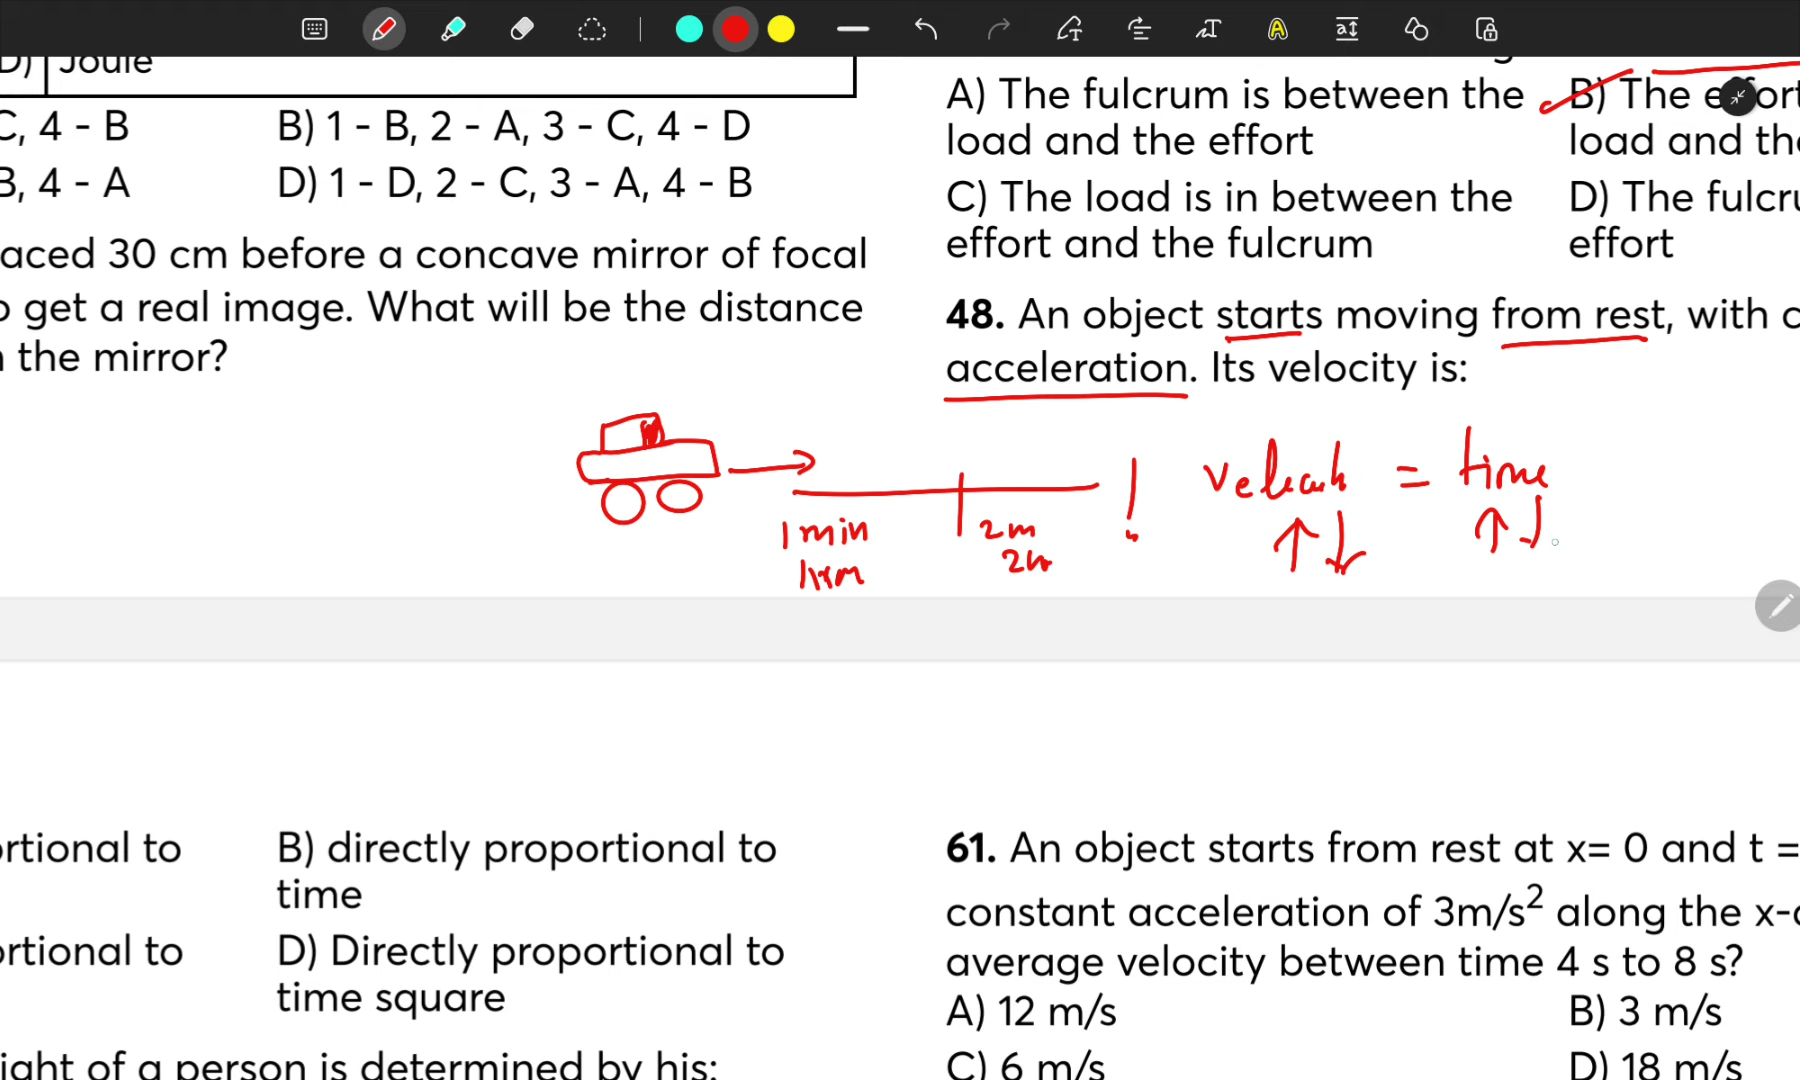 D) Joule
C, 4 - B
B) 1 - B, 2 - A, 3 - C, 4 - D
B, 4 - A
D) 1 - D, 2 - C, 3 - A, 4 - B
aced 30 cm before a concave mirror of focal
o get a real image. What will be the distance
n the mirror?
A) The fulcrum is between the
load and the effort
B) The effort
load and the
C) The load is in between the
effort and the fulcrum
D) The fulcru
effort
48. An object starts moving from rest, with c
acceleration. Its velocity is:
1 min
2m
time
=
rtional to
B) directly proportional to
time
rtional to
D) Directly proportional to
time square
ight of a person is determined by his:
61. An object starts from rest at x= 0 and t =
constant acceleration of 3m/s² along the x-a
average velocity between time 4 s to 8 s?
A) 12 m/s
B) 3 m/s
C) 6 m/s
D) 18 m/s